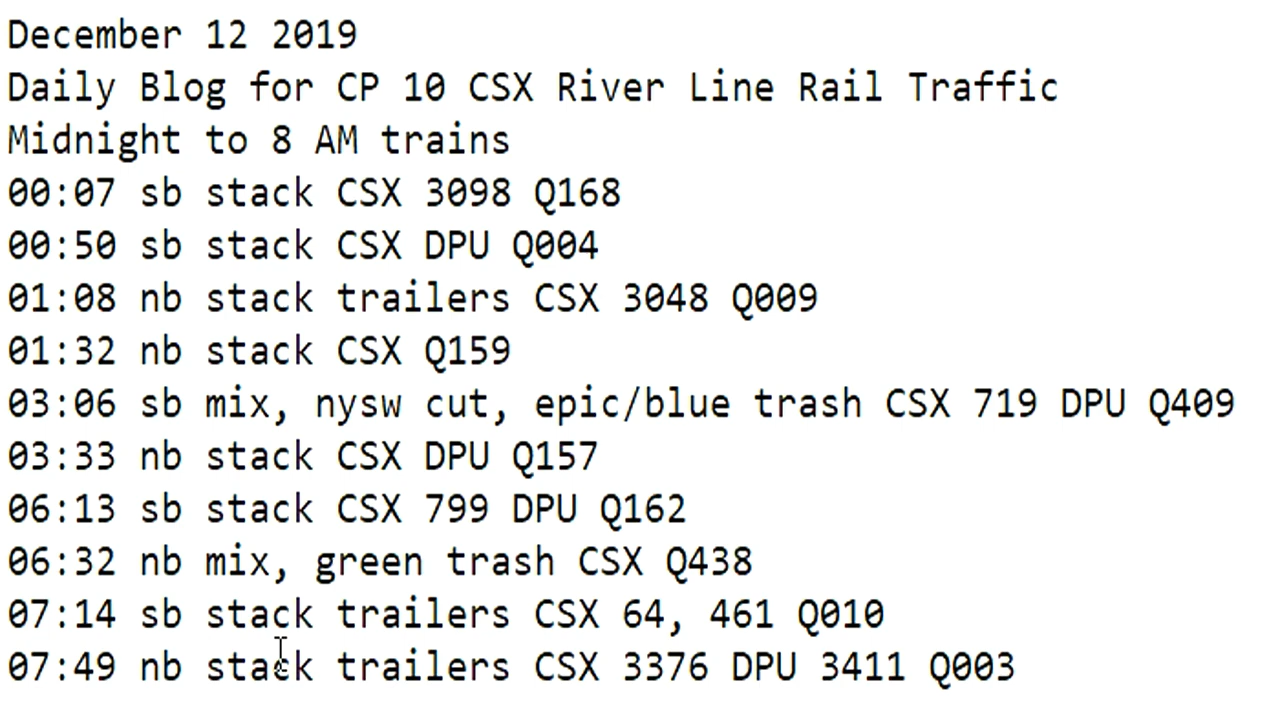 December 12 2019
Daily Blog for CP 10 CSX River Line Rail Traffic
Midnight to 8 AM trains
00:07 sb stack CSX 3098 Q168
00:50 sb stack CSX DPU Q004
01:08 nb stack trailers CSX 3048 Q009
01:32 nb stack CSX Q159
03:06 sb mix, nysw cut, epic/blue trash CSX 719 DPU Q409
03:33 nb stack CSX DPU Q157
06:13 sb stack CSX 799 DPU Q162
06:32 nb mix, green trash CSX Q438
07:14 sb stack trailers CSX 64, 461 Q010
07:49 nb stack trailers CSX 3376 DPU 3411 Q003